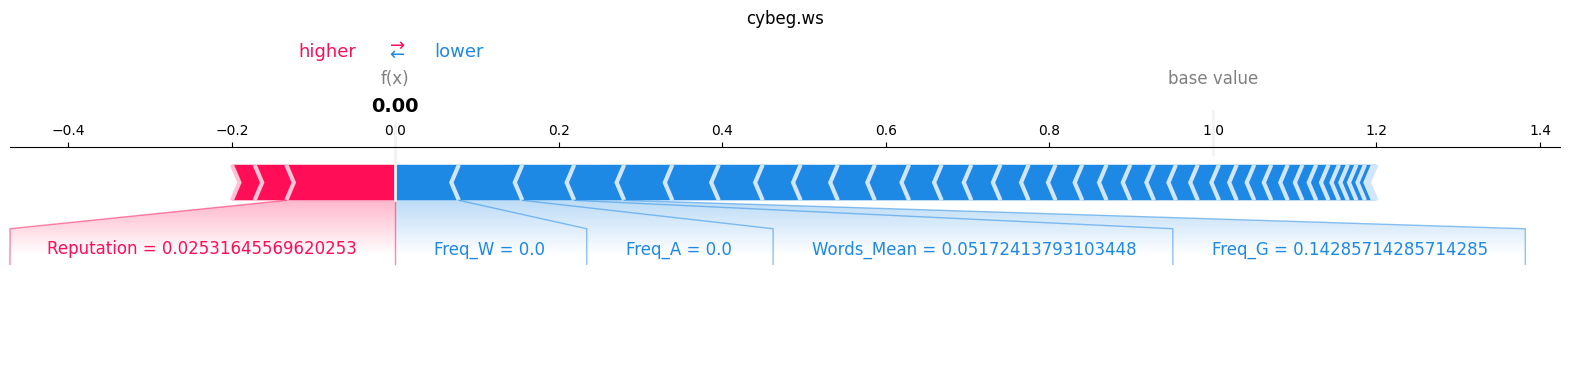 cybeg.ws
higher ⇄ lower
f(x)
base value
0.00
−0.4 −0.2 0.0 0.2 0.4 0.6 0.8 1.0 1.2 1.4
Reputation = 0.02531645569620253 Freq_W = 0.0 Freq_A = 0.0 Words_Mean = 0.05172413793103448 Freq_G = 0.14285714285714285